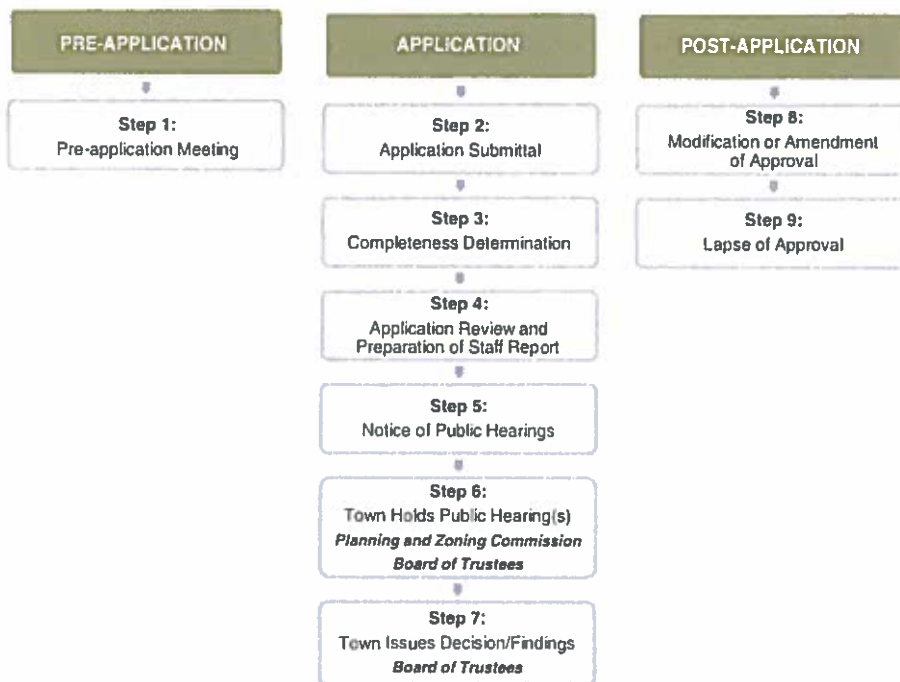 PRE-APPLICATION
Step 1:
Pre-application Meeting
APPLICATION
Step 2:
Application Submittal
Step 3:
Completeness Determination
Step 4:
Application Review and
Preparation of Staff Report
Step 5:
Notice of Public Hearings
Step 6:
Town Holds Public Hearing(s)
Planning and Zoning Commission
Board of Trustees
Step 7:
Town Issues Decision/Findings
Board of Trustees
POST-APPLICATION
Step 8:
Modification or Amendment
of Approval
Step 9:
Lapse of Approval